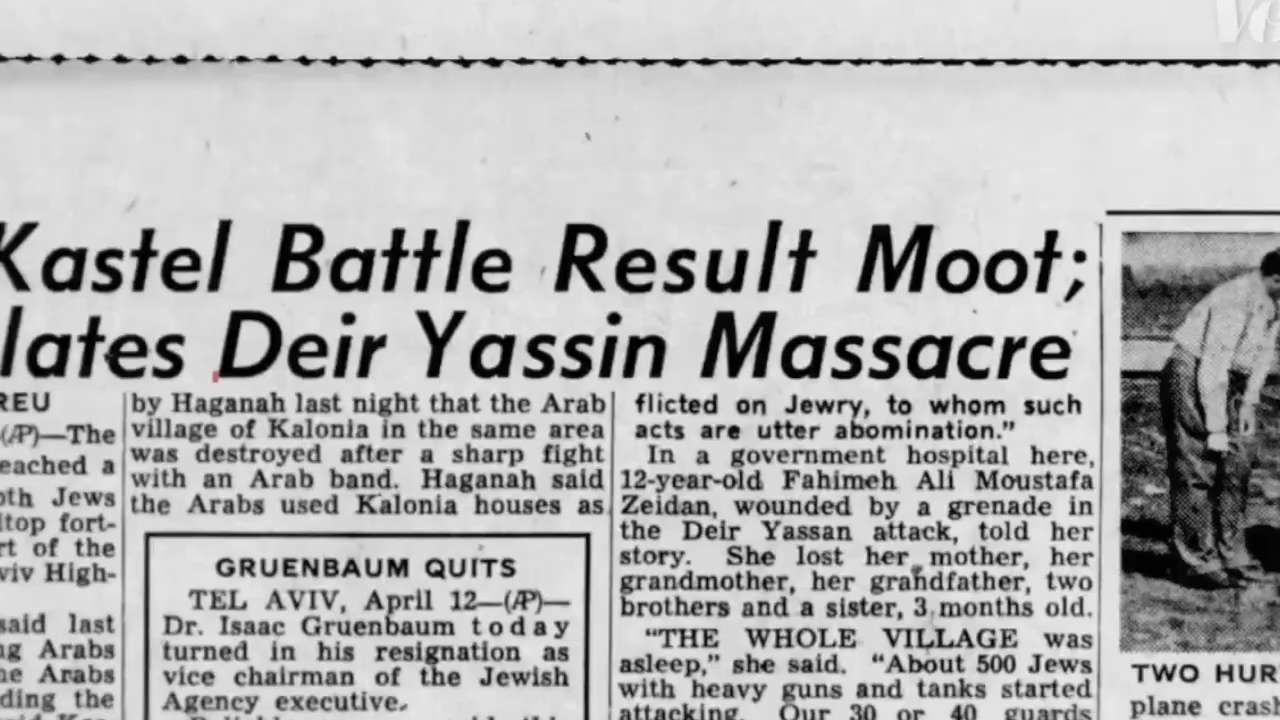 Kastel Battle Result Moot;
lates Deir Yassin Massacre
REU
(AP)—The
eached a
oth Jews
ltop fort-
rt of the
viv High-
said last
ng Arabs
he Arabs
ding the
by Haganah last night that the Arab
village of Kalonia in the same area
was destroyed after a sharp fight
with an Arab band. Haganah said
the Arabs used Kalonia houses as
GRUENBAUM QUITS
TEL AVIV, April 12—(AP)—
Dr. Isaac Gruenbaum today
turned in his resignation as
vice chairman of the Jewish
Agency executive.
flicted on Jewry, to whom such
acts are utter abomination."
In a government hospital here,
12-year-old Fahimeh Ali Moustafa
Zeidan, wounded by a grenade in
the Deir Yassan attack, told her
story. She lost her mother, her
grandmother, her grandfather, two
brothers and a sister, 3 months old.
"THE WHOLE VILLAGE was
asleep," she said. "About 500 Jews
with heavy guns and tanks started
attacking. Our 30 or 40 guards
TWO HUR
plane crash